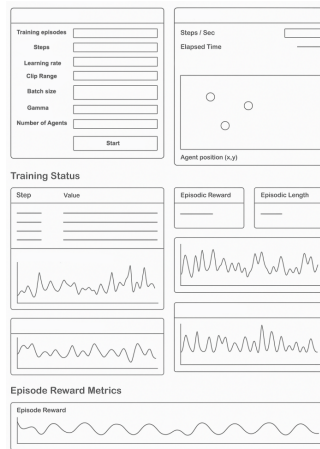 Training episodes
Steps
Learning rate
Clip Range
Batch size
Gamma
Number of Agents
Start
Steps / Sec
Elapsed Time
Agent position (x,y)
Training Status
Step Value
Episodic Reward
Episodic Length
Episode Reward Metrics
Episode Reward